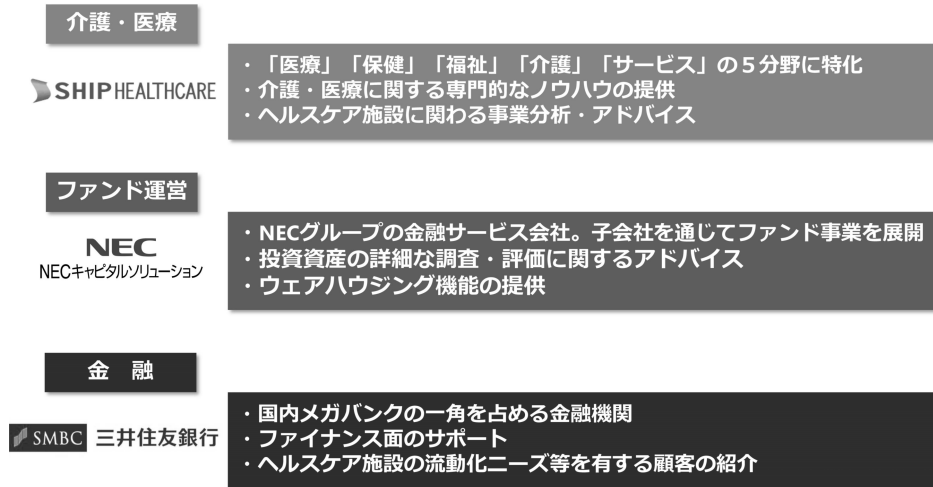 介護・医療
SHIP HEALTHCARE
・「医療」「保健」「福祉」「介護」「サービス」の５分野に特化
・介護・医療に関する専門的なノウハウの提供
・ヘルスケア施設に関わる事業分析・アドバイス
ファンド運営
NEC
NECキャピタルソリューション
・NECグループの金融サービス会社。子会社を通じてファンド事業を展開
・投資資産の詳細な調査・評価に関するアドバイス
・ウェアハウジング機能の提供
金　融
SMBC 三井住友銀行
・国内メガバンクの一角を占める金融機関
・ファイナンス面のサポート
・ヘルスケア施設の流動化ニーズ等を有する顧客の紹介